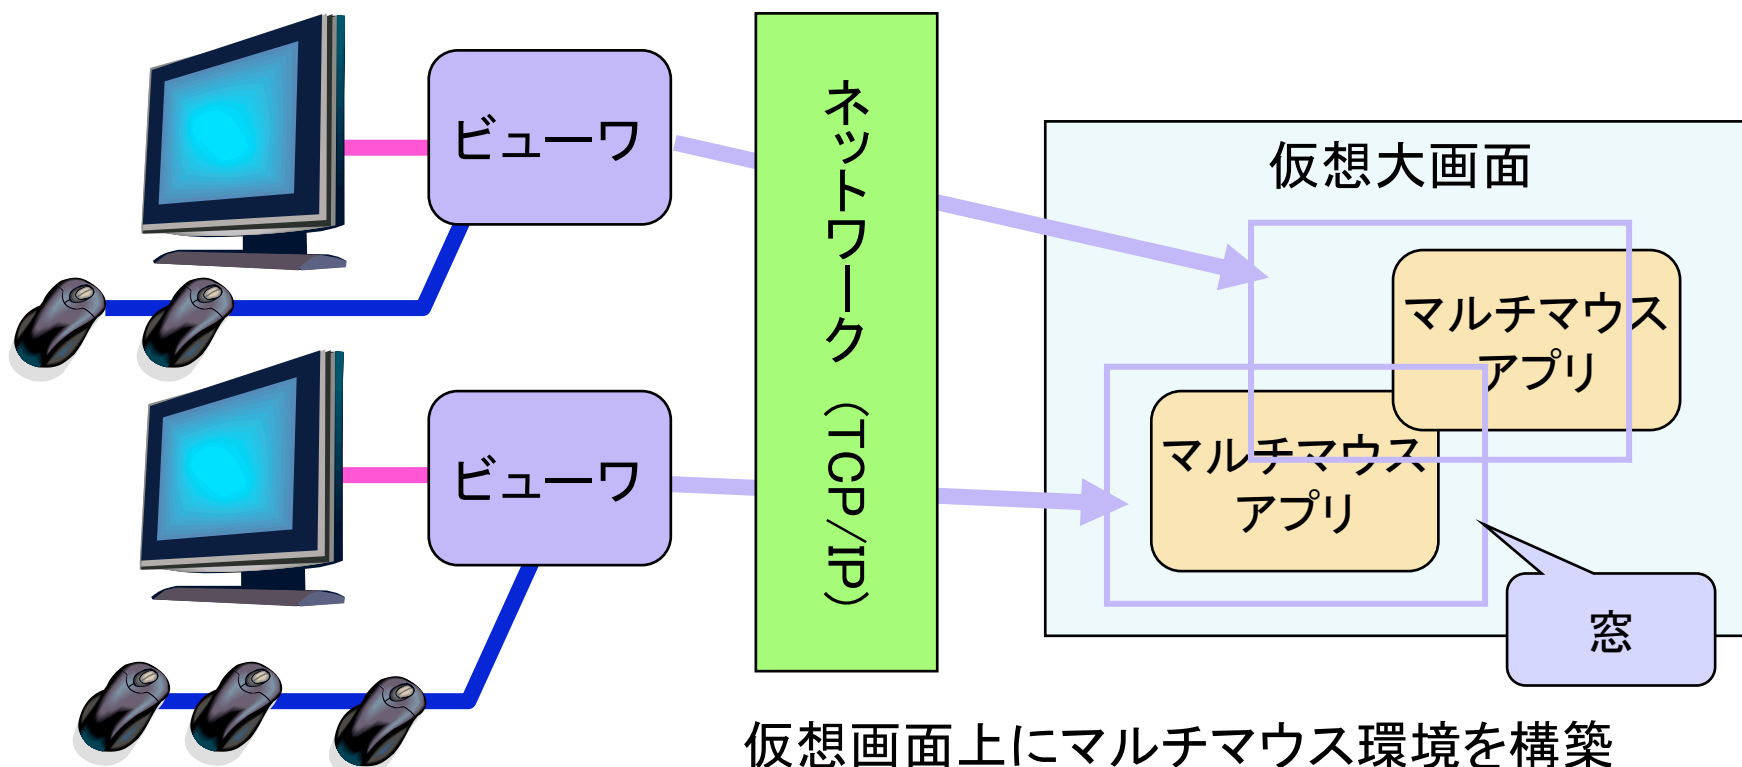 ビューワ
ネットワーク（TCP/IP）
仮想大画面
マルチマウス
アプリ
ビューワ
マルチマウス
アプリ
窓
仮想画面上にマルチマウス環境を構築